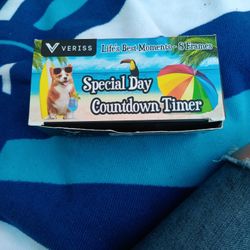 VERISS
Life's Best Moments - 8 Frames
Special Day
Countdown Timer